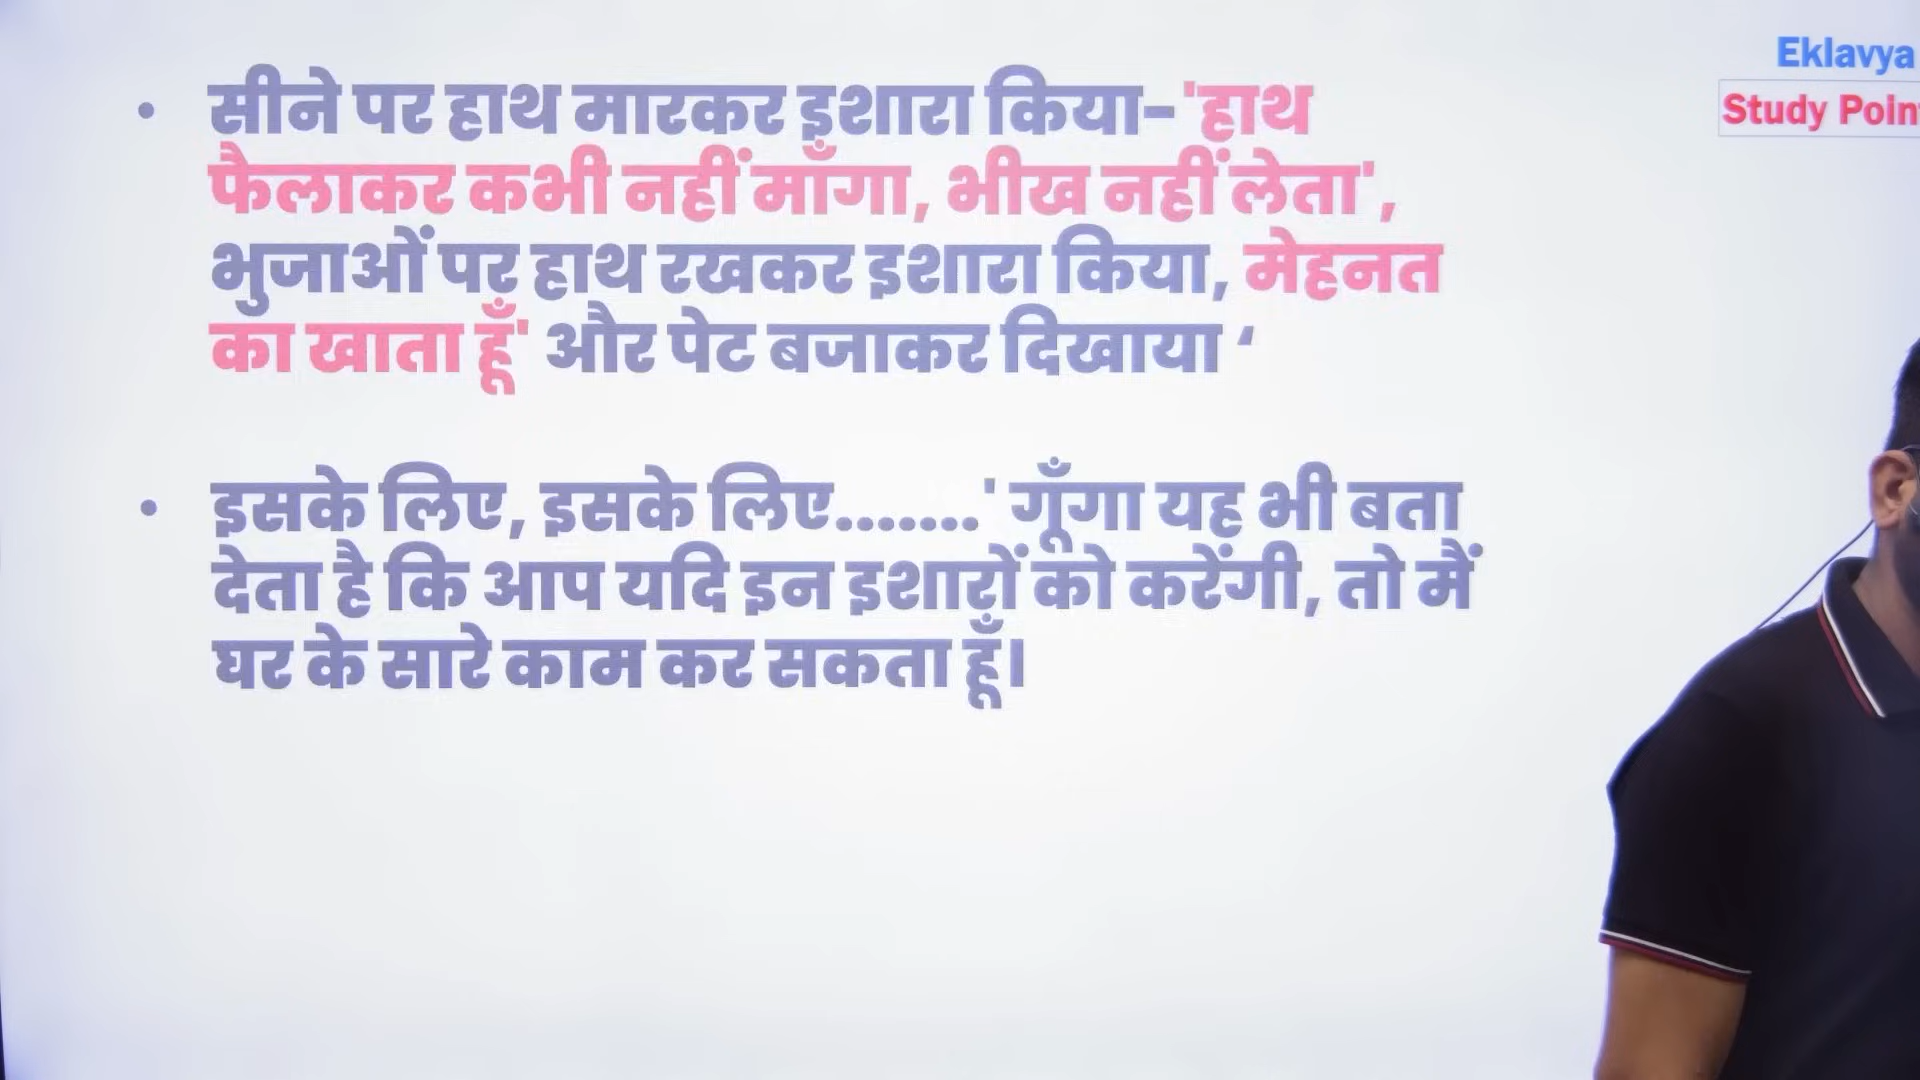 Eklavya
Study Poin
• सीने पर हाथ मारकर इशारा किया-'हाथ
फैलाकर कभी नहीं माँगा, भीख नहीं लेता',
भुजाओं पर हाथ रखकर इशारा किया, मेहनत
का खाता हूँ' और पेट बजाकर दिखाया ‘
• इसके लिए, इसके लिए.......' गूँगा यह भी बता
देता है कि आप यदि इन इशारों को करेंगी, तो मैं
घर के सारे काम कर सकता हूँ।